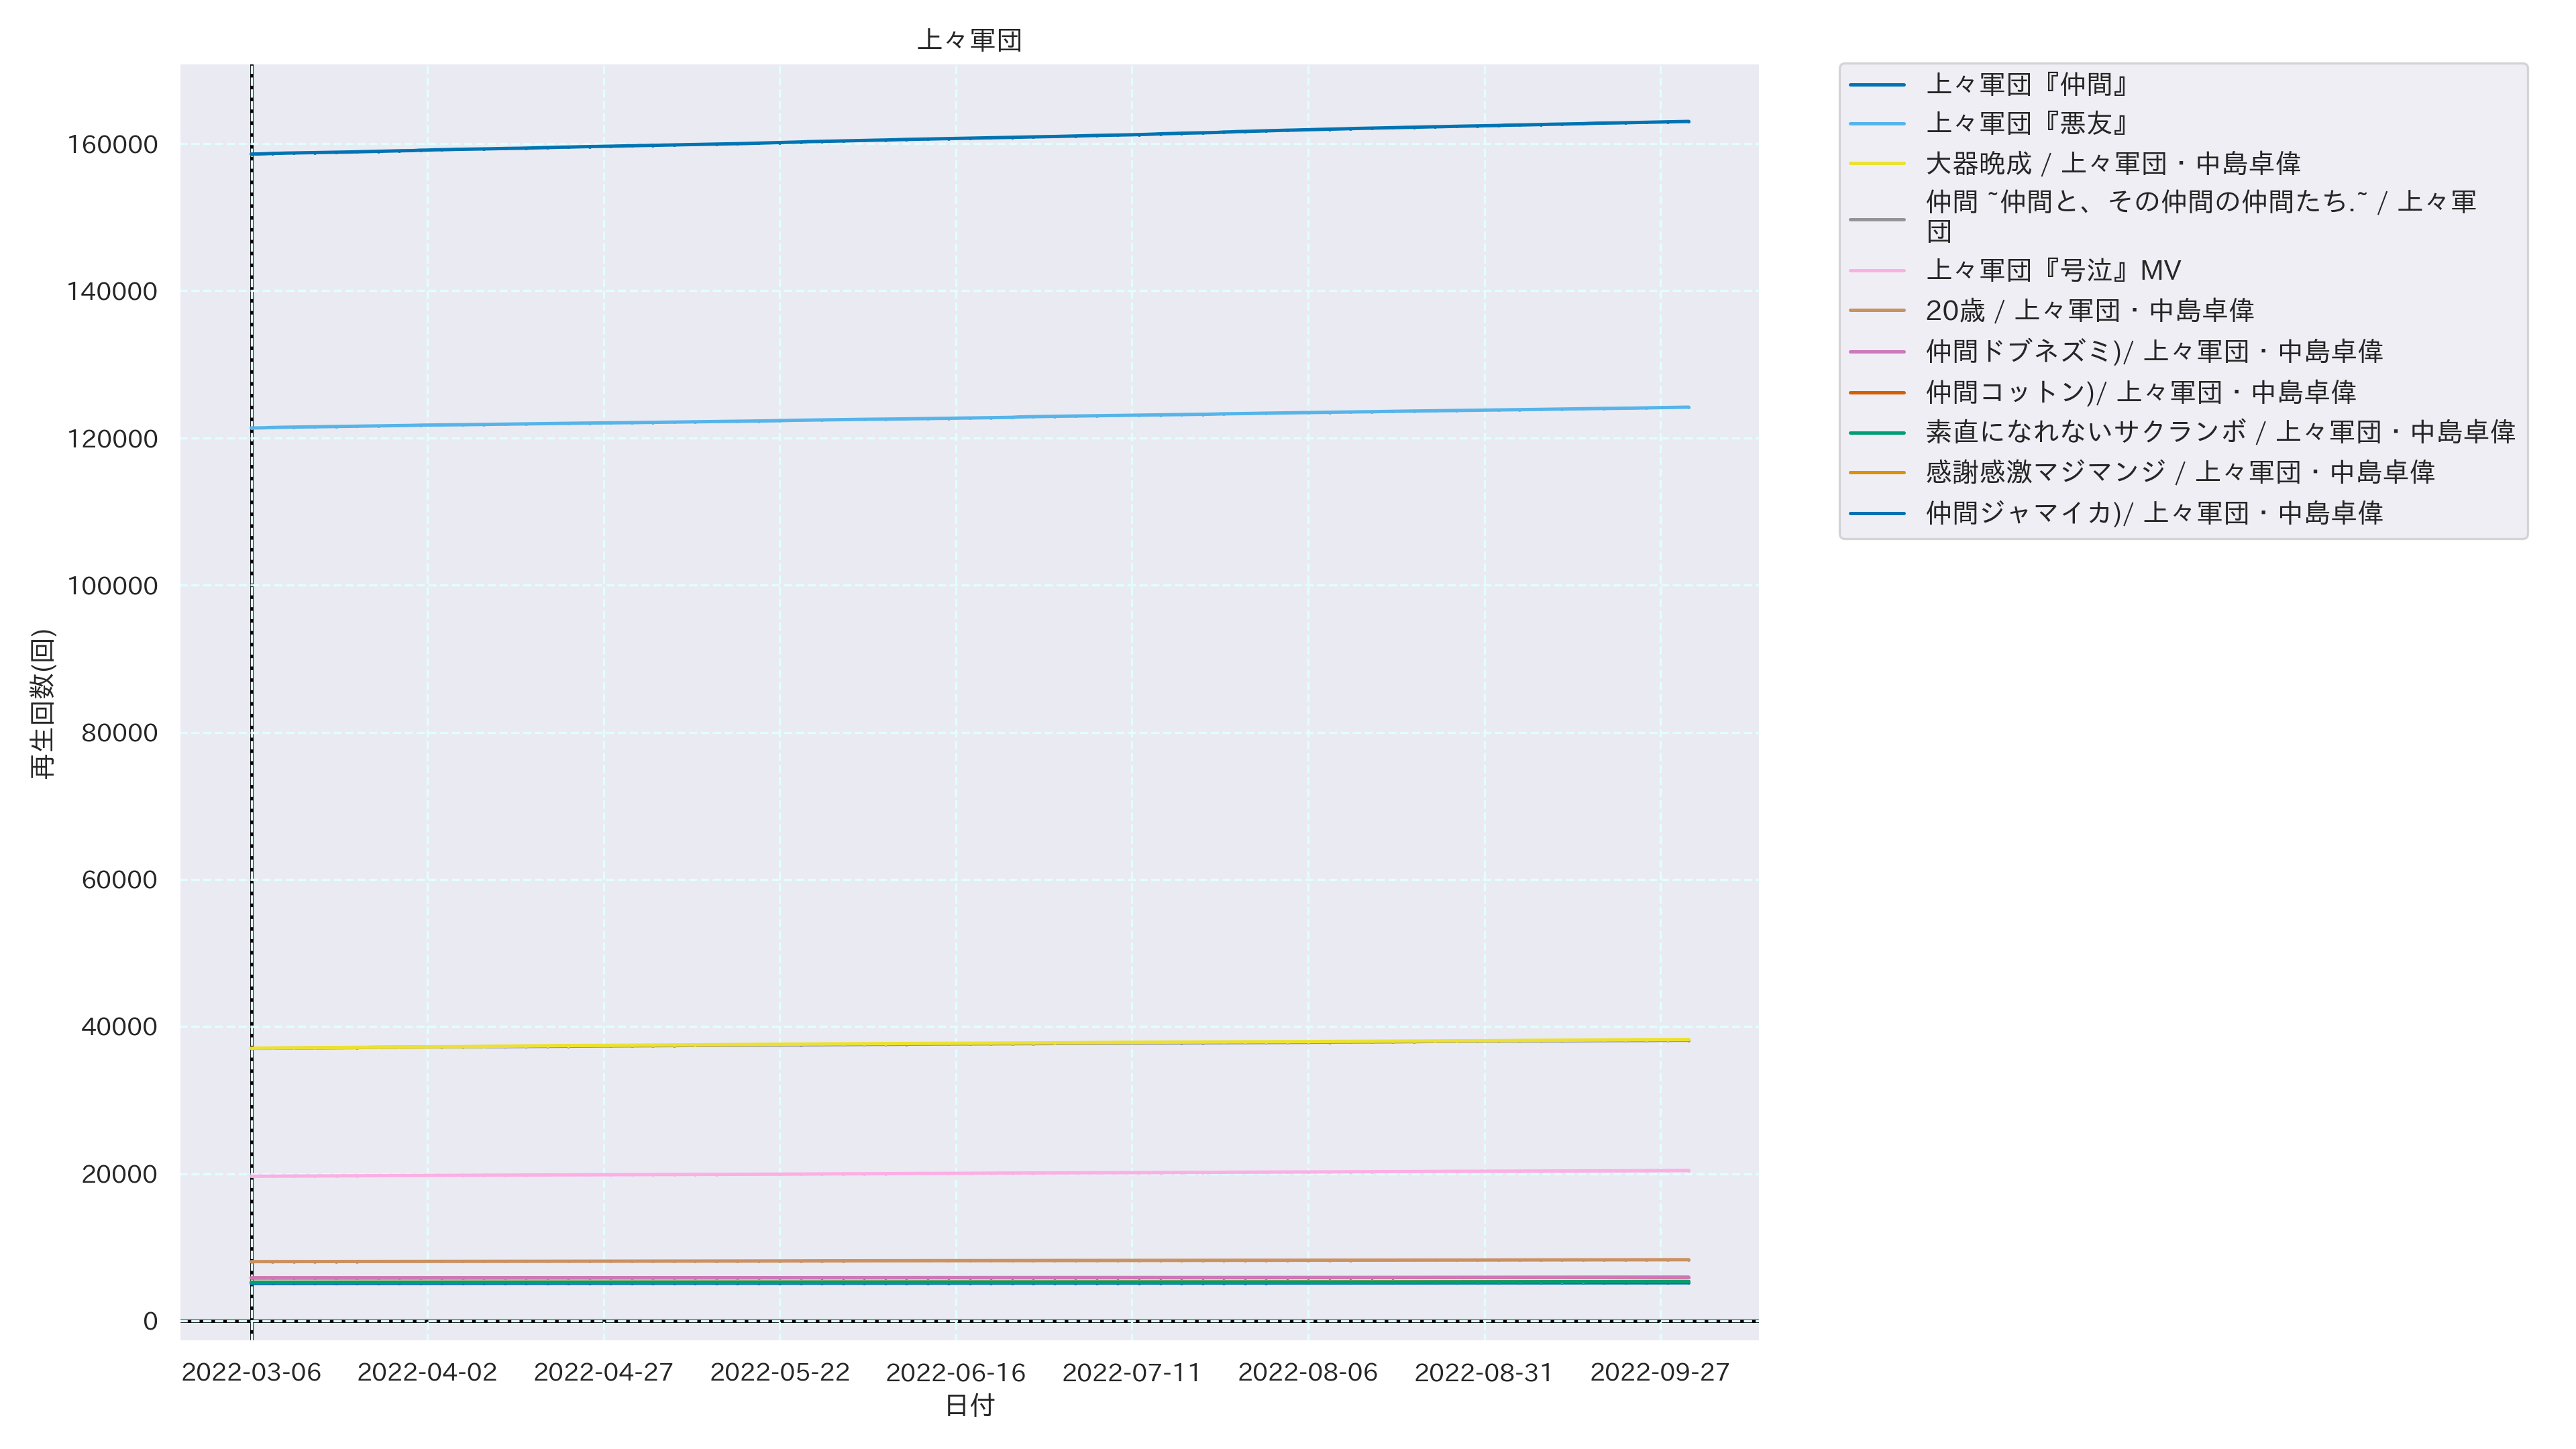 上々軍団
160000
140000
120000
100000
80000
60000
40000
20000
0
再生回数(回)
2022-03-06
2022-04-02
2022-04-27
2022-05-22
2022-06-16
2022-07-11
2022-08-06
2022-08-31
2022-09-27
日付
上々軍団『仲間』
上々軍団『悪友』
大器晩成 / 上々軍団・中島卓偉
仲間 ~仲間と、その仲間の仲間たち.~ / 上々軍
団
上々軍団『号泣』MV
20歳 / 上々軍団・中島卓偉
仲間ドブネズミ)/ 上々軍団・中島卓偉
仲間コットン)/ 上々軍団・中島卓偉
素直になれないサクランボ / 上々軍団・中島卓偉
感謝感激マジマンジ / 上々軍団・中島卓偉
仲間ジャマイカ)/ 上々軍団・中島卓偉